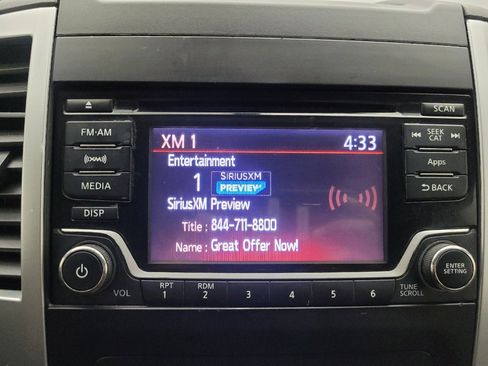 SCAN
FM·AM
XM
MEDIA
DISP
VOL
XM 1 4:33
Entertainment
1 SIRIUSXM PREVIEW
SiriusXM Preview
Title : 844-711-8800
Name : Great Offer Now!
SEEK CAT
Apps
BACK
ENTER SETTING
TUNE SCROLL
RPT 1
RDM 2
3
4
5
6